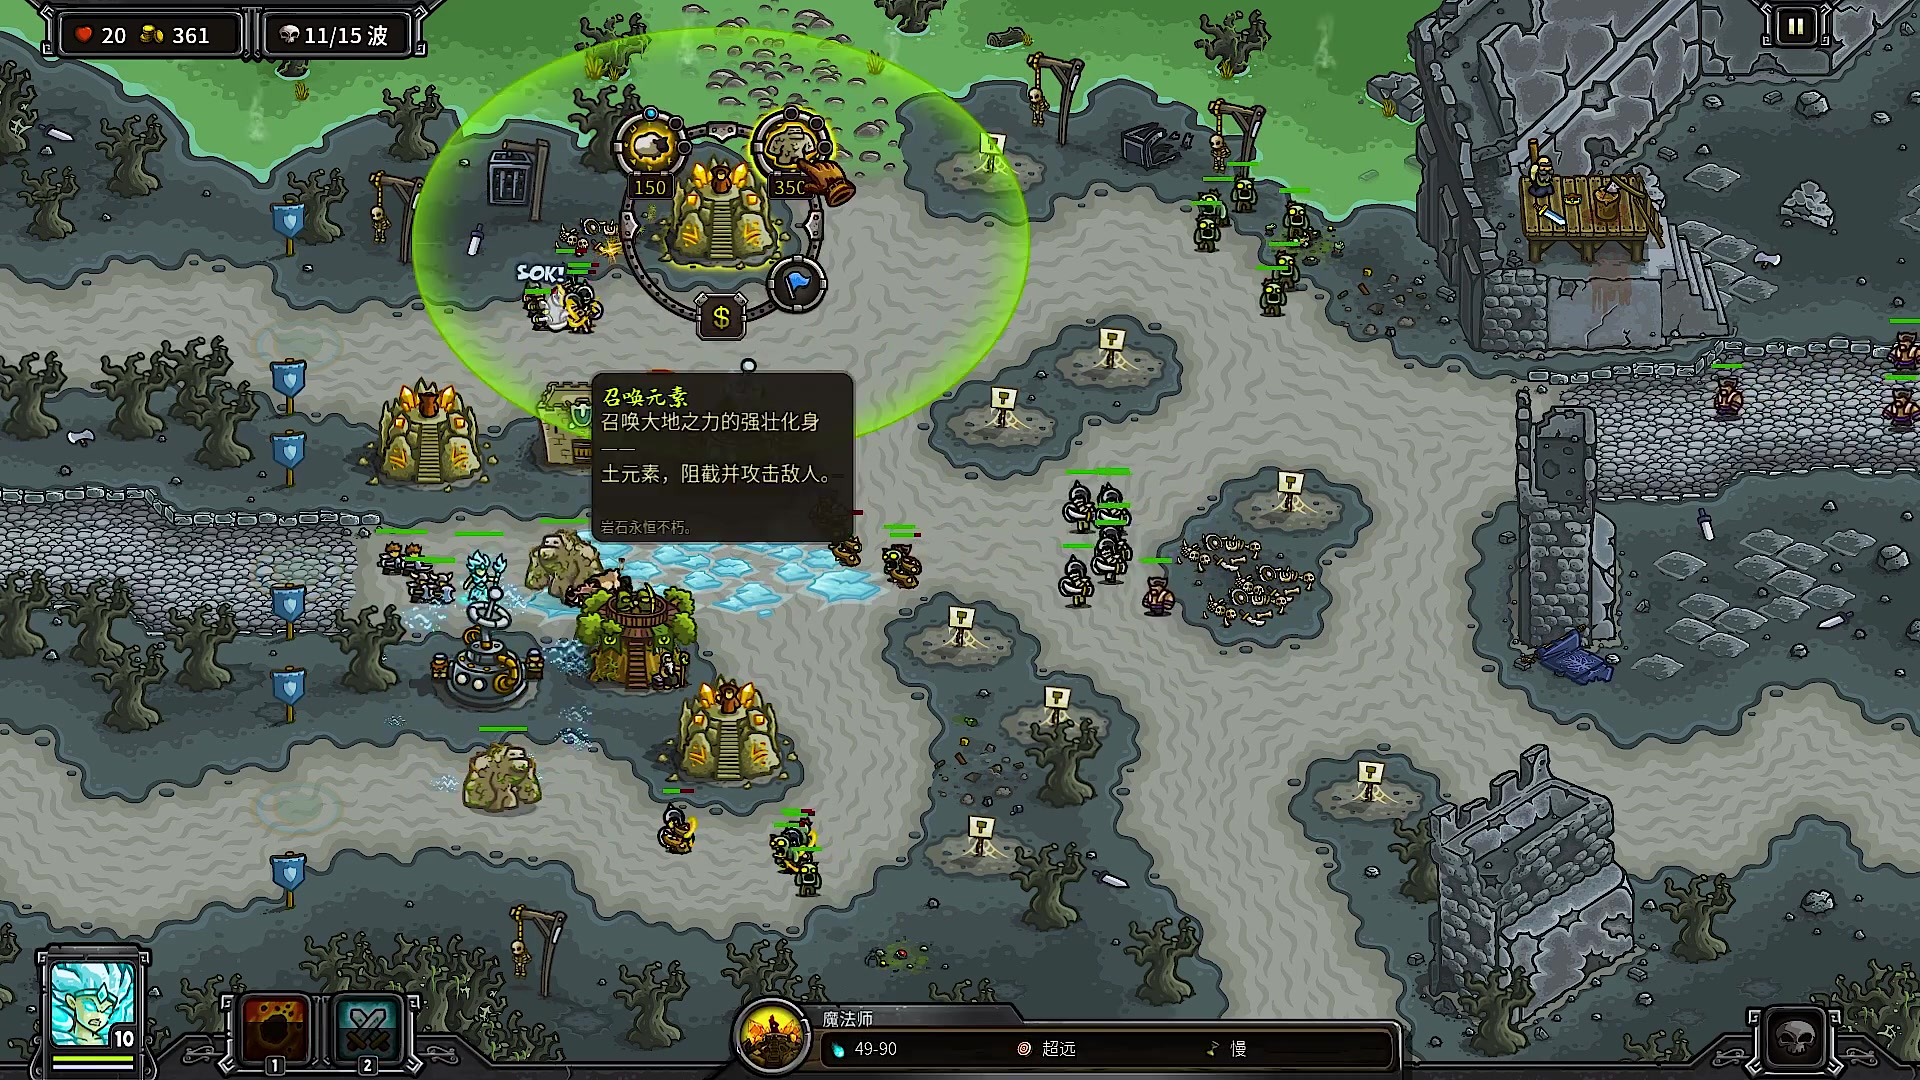 20 361 11/15 波
150 350
SOK!
$
召唤元素
召唤大地之力的强壮化身
——
土元素，阻截并攻击敌人。
岩石永恒不朽。
10
1 2
魔法师
49-90 超远 慢